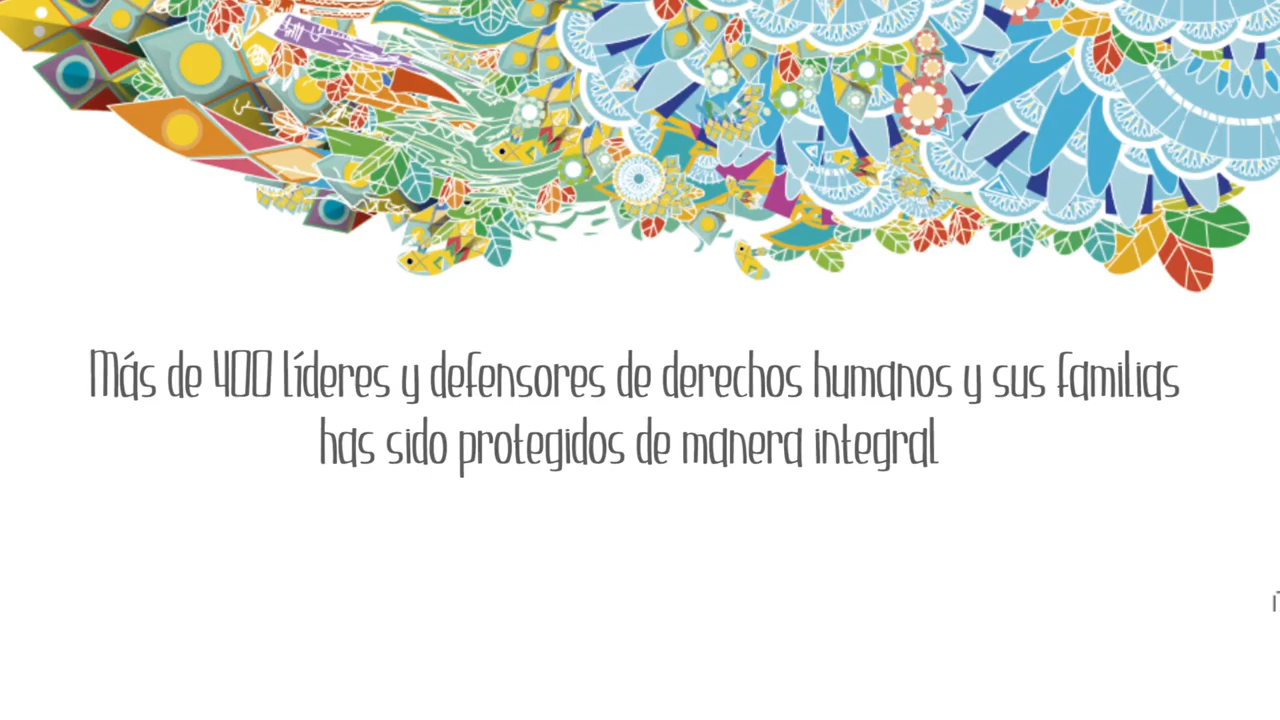 Más de 400 líderes y defensores de derechos humanos y sus familias
has sido protegidos de manera integral